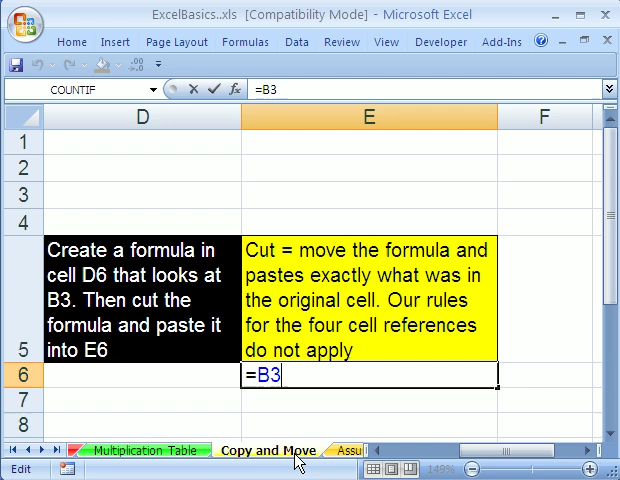 ExcelBasics..xls [Compatibility Mode] - Microsoft Excel
Home Insert Page Layout Formulas Data Review View Developer Add-Ins
COUNTIF =B3
D E F
1
2
3
4
Create a formula in
cell D6 that looks at
B3. Then cut the
formula and paste it
into E6
Cut = move the formula and
pastes exactly what was in
the original cell. Our rules
for the four cell references
do not apply
5
6 =B3
7
8
Multiplication Table Copy and Move Assu
Edit 149%